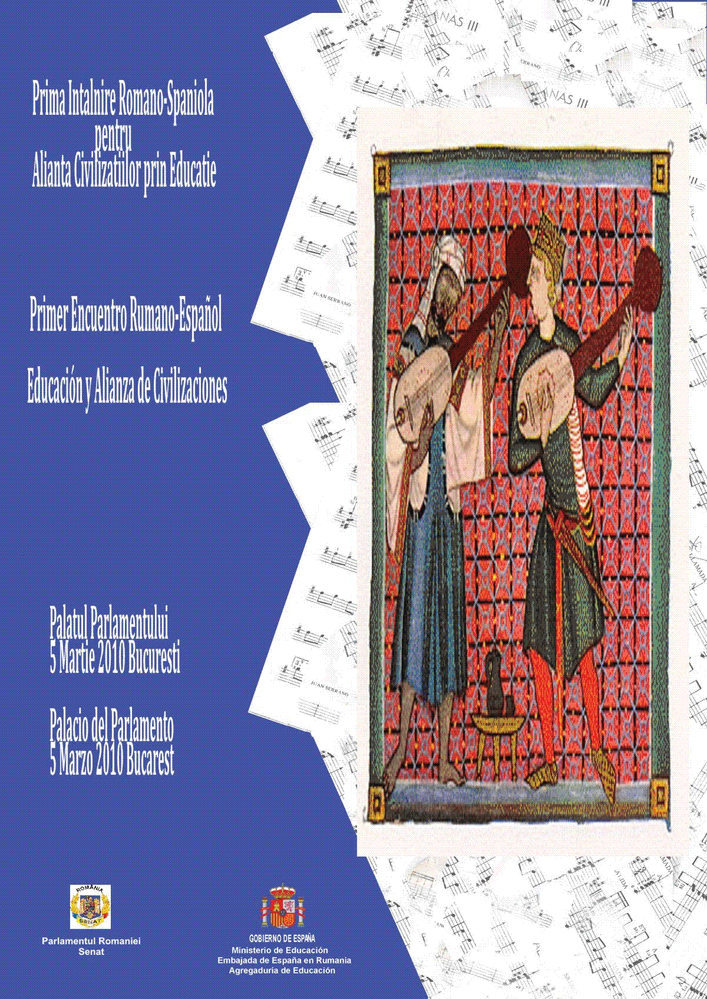 Prima Intalnire Romano-Spaniola
pentru
Alianta Civilizatiilor prin Educatie
Primer Encuentro Rumano-Español
Educación y Alianza de Civilizaciones
Palatul Parlamentului
5 Martie 2010 Bucuresti
Palacio del Parlamento
5 Marzo 2010 Bucarest
ROMÂNIA
SENAT
Parlamentul Romaniei
Senat
GOBIERNO DE ESPAÑA
Ministerio de Educación
Embajada de España en Rumania
Agregaduría de Educación
ANAS III
SERRANO
ANAS III
JUAN SERRANO
JUAN SERRANO
AMADA
AMADA